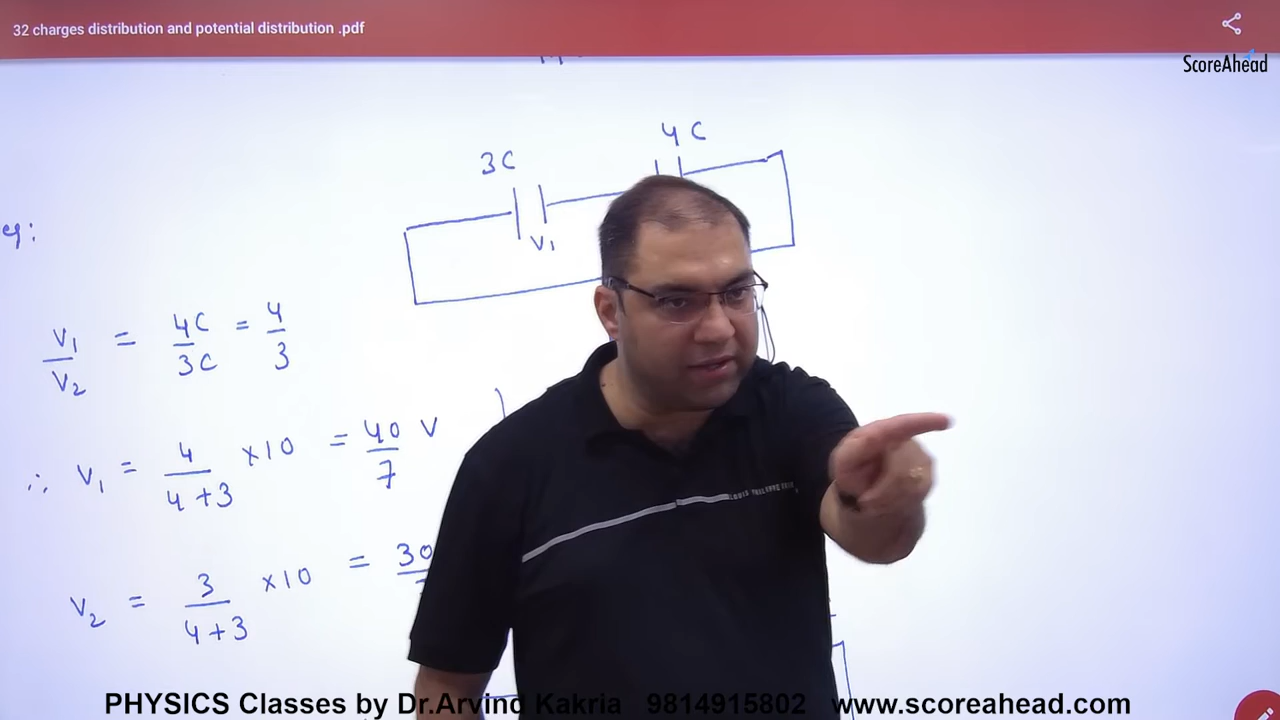 32 charges distribution and potential distribution .pdf
ScoreAhead
4 C
3C
V1
V1/V2 = 4C/3C = 4/3
∴ V1 = 4/4+3 ×10 = 40/7 V
V2 = 3/4+3 ×10 = 30
PHYSICS Classes by Dr.Arvind Kakria 9814915802 www.scoreahead.com